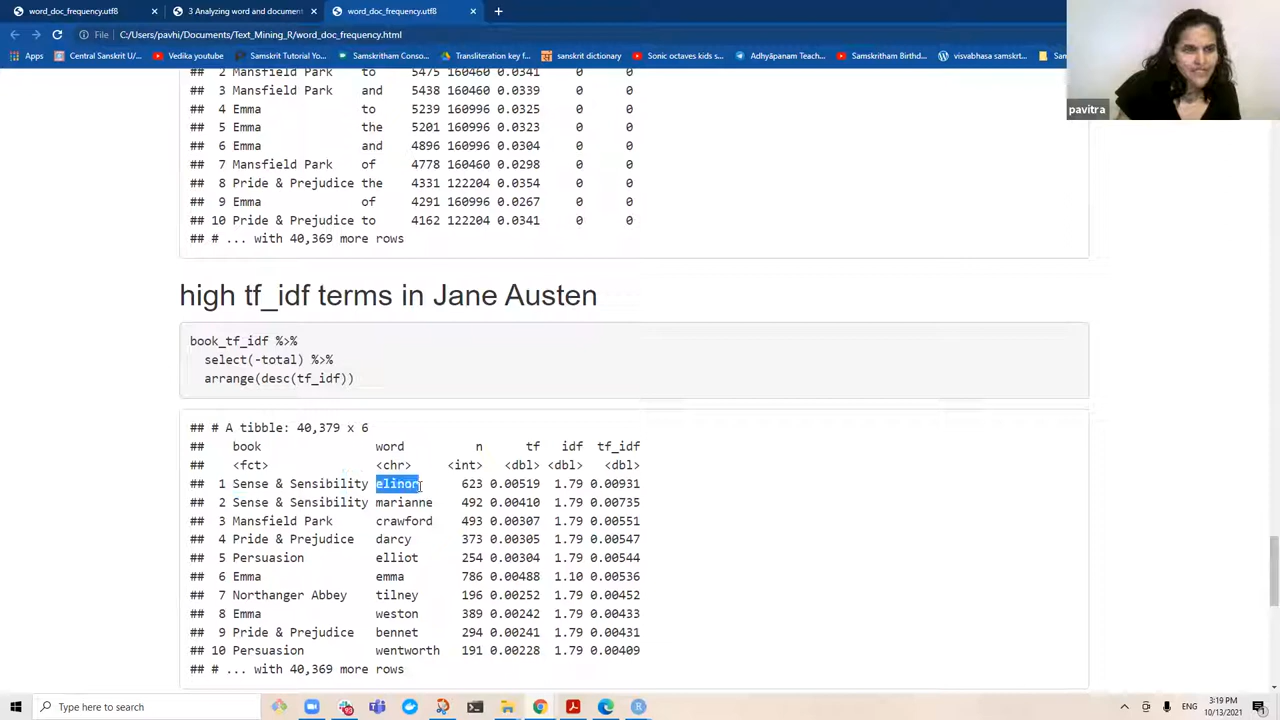 word_doc_frequency.utf8
3 Analyzing word and document
word_doc_frequency.utf8
File
C:/Users/pavhi/Documents/Text_Mining_R/word_doc_frequency.html
Apps
Central Sanskrit U...
Vedika youtube
Samskrit Tutorial Yo...
Samskritham Consor...
Transliteration key f...
sanskrit dictionary
Sonic octaves kids s...
Adhyāpanam Teach...
Samskritham Birthd...
visvabhasa samskrt...
pavitra
## 2 Mansfield Park to 5475 160460 0.0341 0 0
## 3 Mansfield Park and 5438 160460 0.0339 0 0
## 4 Emma to 5239 160996 0.0325 0 0
## 5 Emma the 5201 160996 0.0323 0 0
## 6 Emma and 4896 160996 0.0304 0 0
## 7 Mansfield Park of 4778 160460 0.0298 0 0
## 8 Pride & Prejudice the 4331 122204 0.0354 0 0
## 9 Emma of 4291 160996 0.0267 0 0
## 10 Pride & Prejudice to 4162 122204 0.0341 0 0
## # ... with 40,369 more rows
high tf_idf terms in Jane Austen
book_tf_idf %>%
select(-total) %>%
arrange(desc(tf_idf))
## # A tibble: 40,379 x 6
## book word n tf idf tf_idf
## <fct> <chr> <int> <dbl> <dbl> <dbl>
## 1 Sense & Sensibility elinor 623 0.00519 1.79 0.00931
## 2 Sense & Sensibility marianne 492 0.00410 1.79 0.00735
## 3 Mansfield Park crawford 493 0.00307 1.79 0.00551
## 4 Pride & Prejudice darcy 373 0.00305 1.79 0.00547
## 5 Persuasion elliot 254 0.00304 1.79 0.00544
## 6 Emma emma 786 0.00488 1.10 0.00536
## 7 Northanger Abbey tilney 196 0.00252 1.79 0.00452
## 8 Emma weston 389 0.00242 1.79 0.00433
## 9 Pride & Prejudice bennet 294 0.00241 1.79 0.00431
## 10 Persuasion wentworth 191 0.00228 1.79 0.00409
## # ... with 40,369 more rows
Type here to search
ENG
3:19 PM
10/13/2021